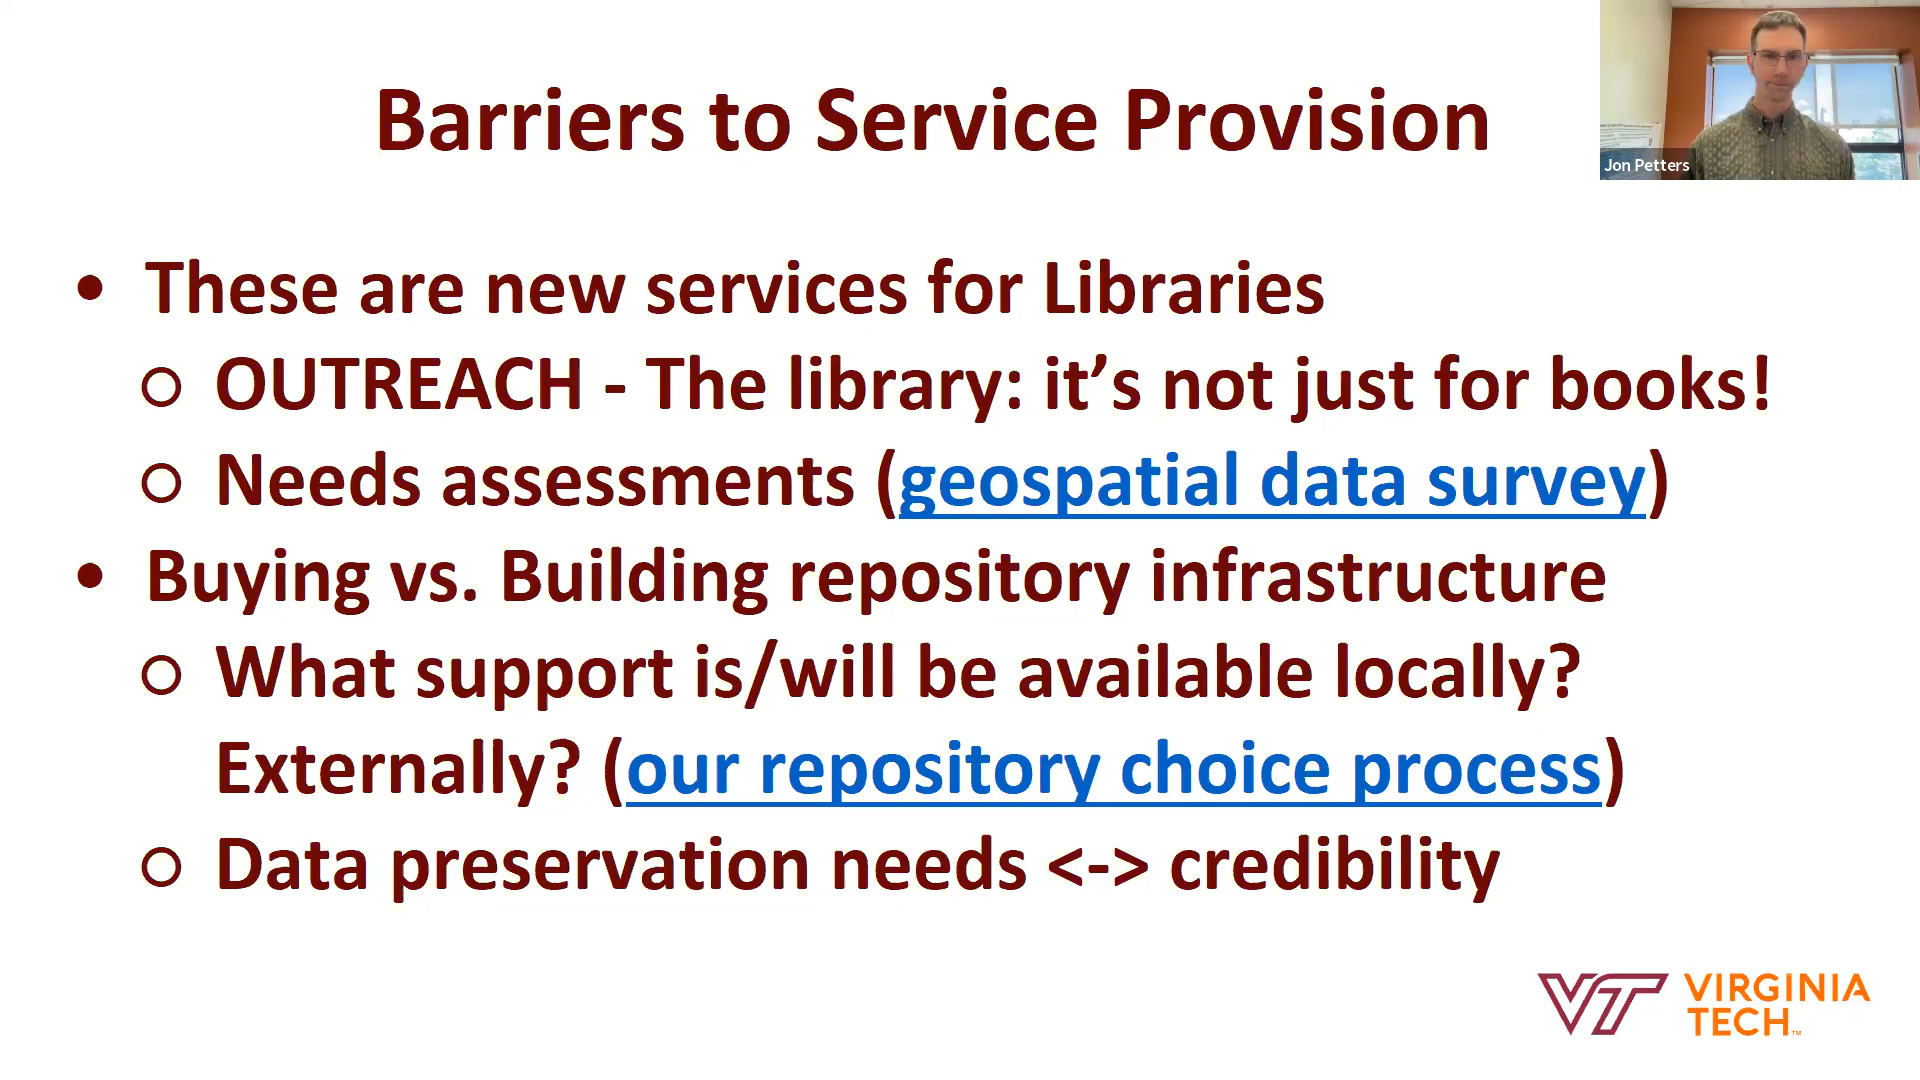 Barriers to Service Provision
Jon Petters
• These are new services for Libraries
○ OUTREACH - The library: it’s not just for books!
○ Needs assessments (geospatial data survey)
• Buying vs. Building repository infrastructure
○ What support is/will be available locally?
Externally? (our repository choice process)
○ Data preservation needs <-> credibility
VT VIRGINIA
TECH™